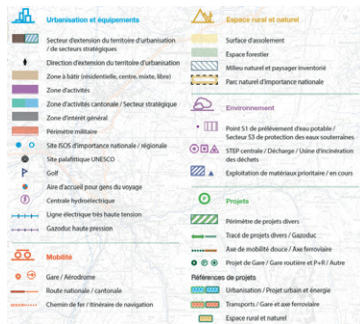 Urbanisation et équipements
Secteur d'extension du territoire d'urbanisation
/ de secteurs stratégiques
Direction d'extension du territoire d'urbanisation
Zone à bâtir (résidentielle, centre, mixte, libre)
Zone d'activités
Zone d'activités cantonale / Secteur stratégique
Zone d'intérêt général
Périmètre militaire
Site ISOS d'importance nationale / régionale
Site palafittique UNESCO
Golf
Aire d'accueil pour gens du voyage
Centrale hydroélectrique
Ligne électrique très haute tension
Gazoduc haute pression
Mobilité
Gare / Aérodrome
Route nationale / cantonale
Chemin de fer / Itinéraire de navigation
Espace rural et naturel
Surface d'assolement
Espace forestier
Milieu naturel et paysager inventorié
Parc naturel d'importance nationale
Environnement
Point S1 de prélèvement d'eau potable /
Secteur S3 de protection des eaux souterraines
STEP centrale / Décharge / Usine d'incinération
des déchets
Exploitation de matériaux prioritaire / en cours
P
Projets
Périmètre de projets divers
Tracé de projets divers / Gazoduc
Axe de mobilité douce / Axe ferroviaire
Projet de Gare / Gare routière et P+R / Autre
Références de projets
Urbanisation / Projet urbain et énergie
Transports / Gare et axe ferroviaire
Espace rural et naturel